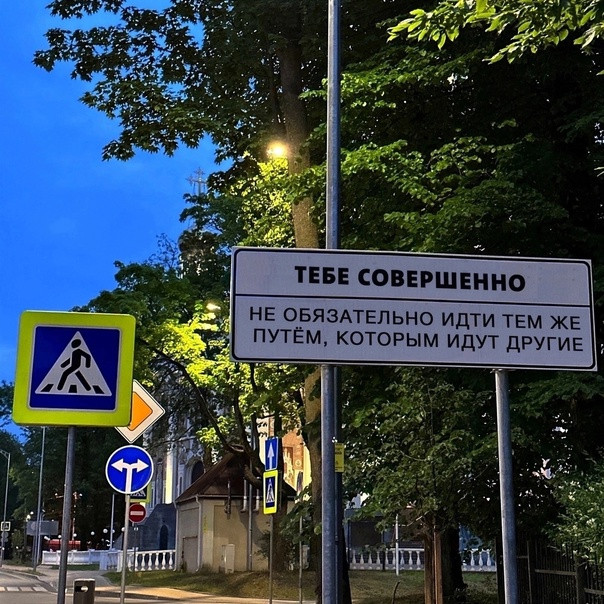 ТЕБЕ СОВЕРШЕННО
НЕ ОБЯЗАТЕЛЬНО ИДТИ ТЕМ ЖЕ
ПУТЁМ, КОТОРЫМ ИДУТ ДРУГИЕ